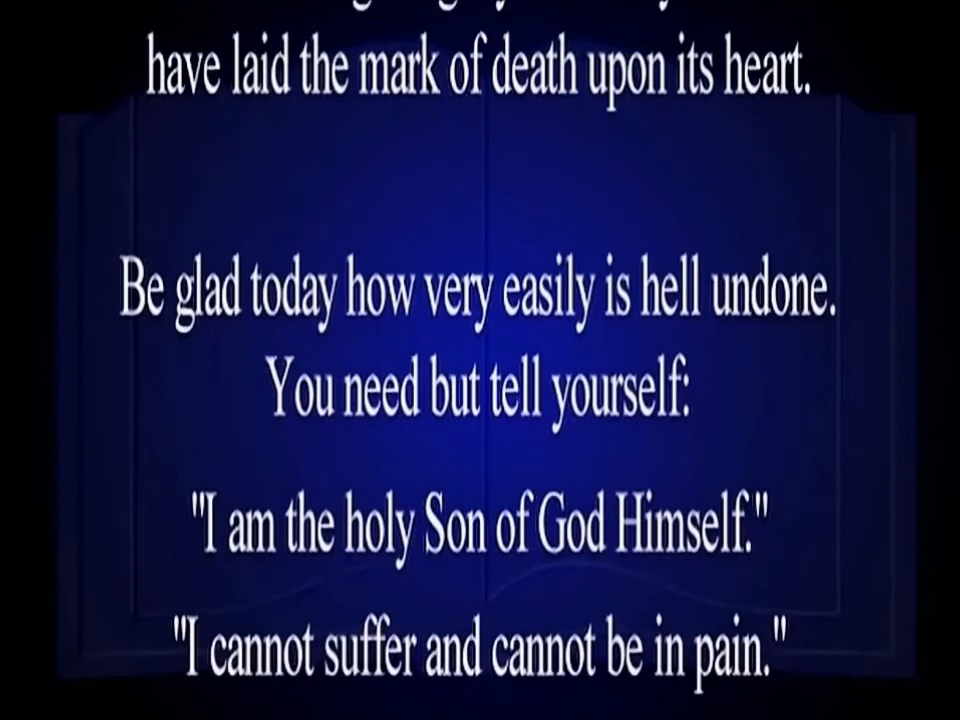 have laid the mark of death upon its heart.
Be glad today how very easily is hell undone.
You need but tell yourself:
"I am the holy Son of God Himself."
"I cannot suffer and cannot be in pain."